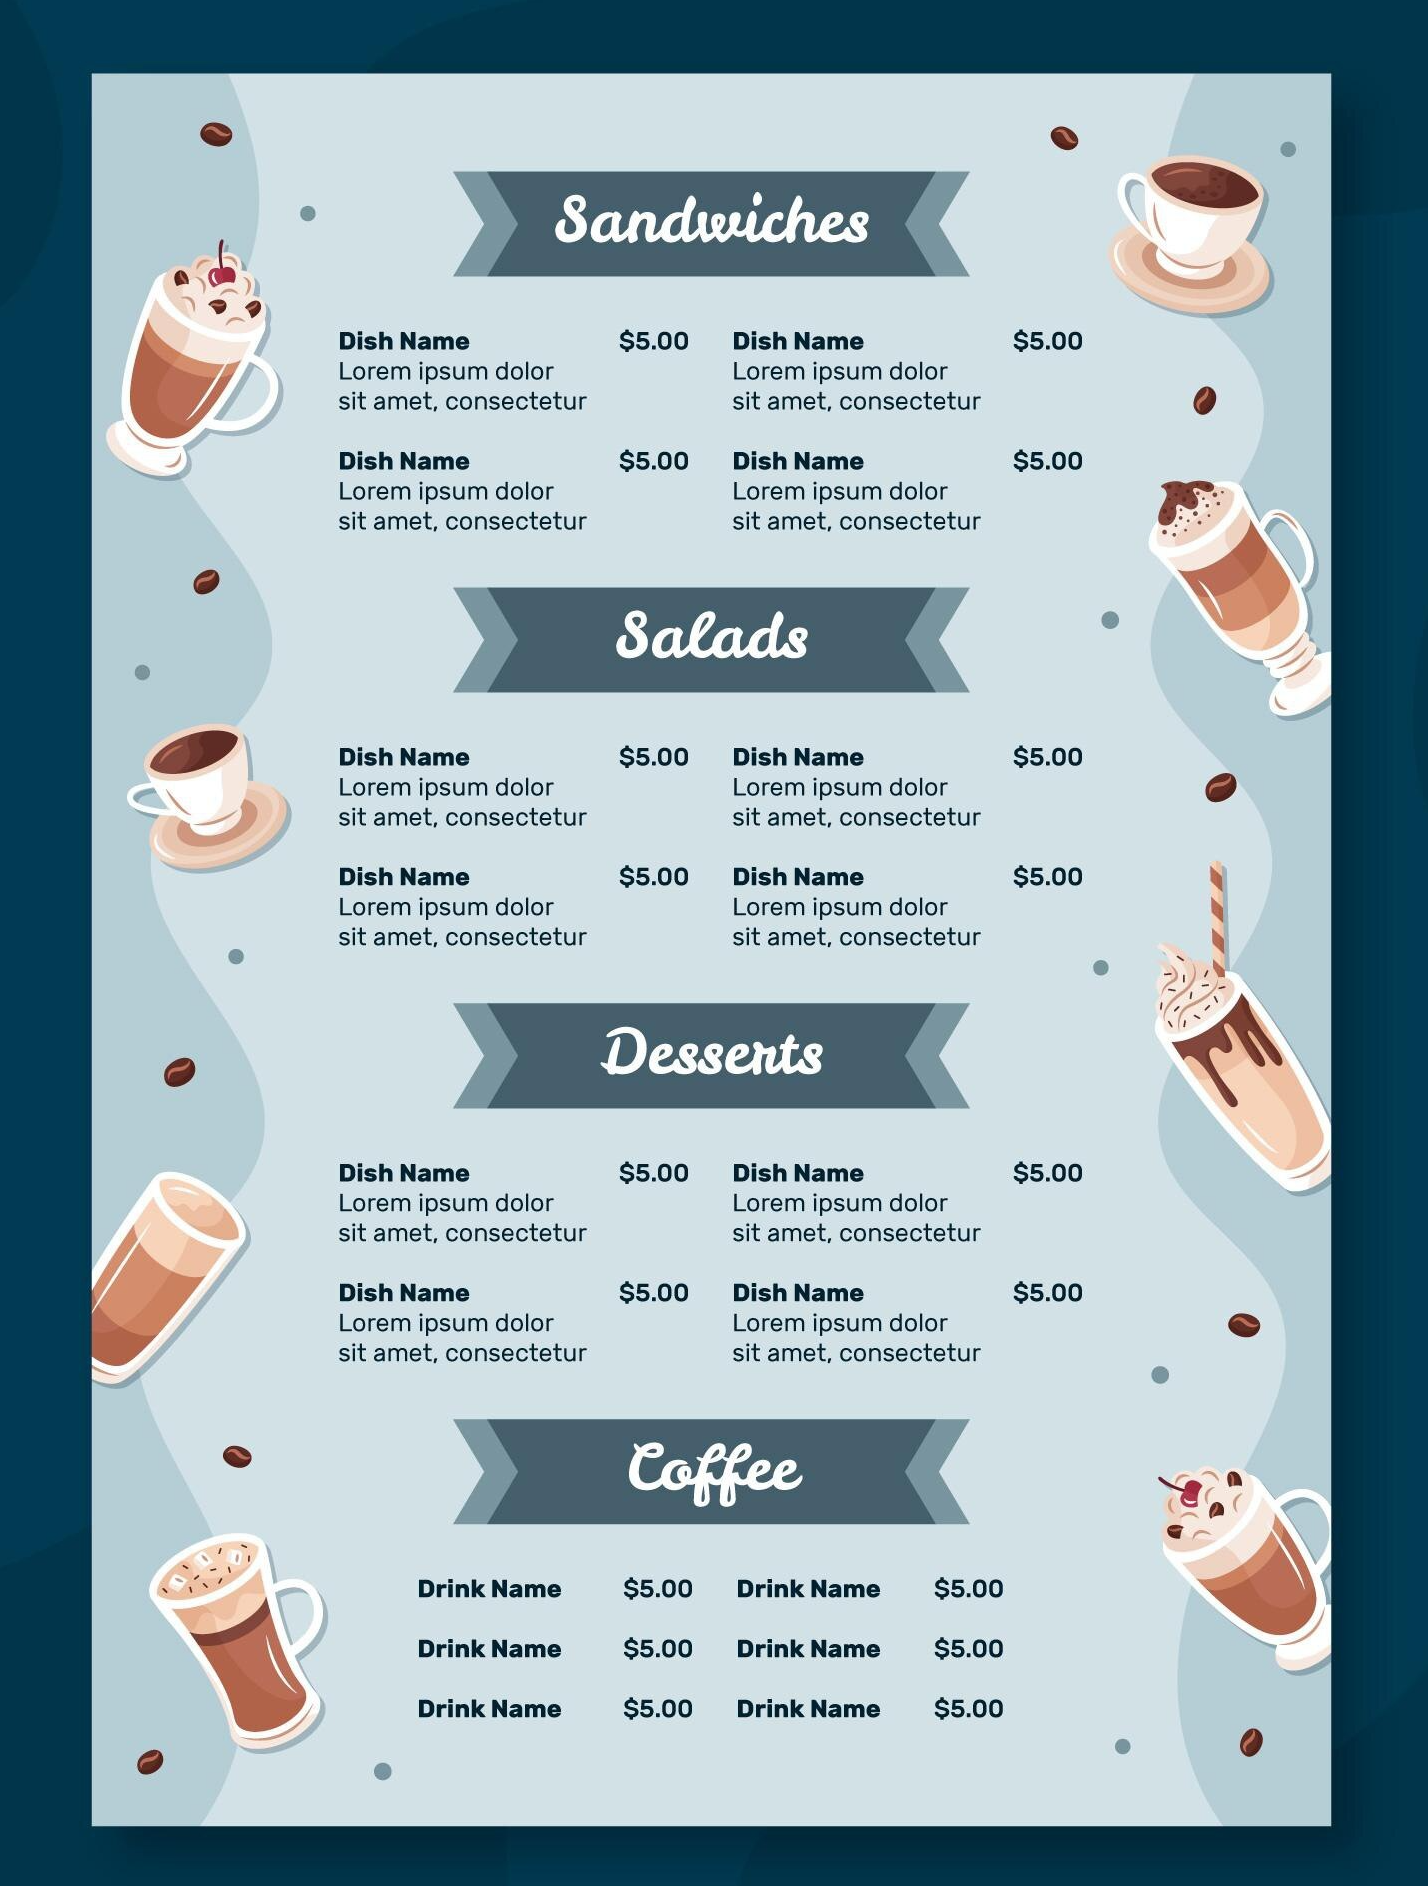 Sandwiches
Dish Name $5.00 Dish Name $5.00
Lorem ipsum dolor Lorem ipsum dolor
sit amet, consectetur sit amet, consectetur
Dish Name $5.00 Dish Name $5.00
Lorem ipsum dolor Lorem ipsum dolor
sit amet, consectetur sit amet, consectetur
Salads
Dish Name $5.00 Dish Name $5.00
Lorem ipsum dolor Lorem ipsum dolor
sit amet, consectetur sit amet, consectetur
Dish Name $5.00 Dish Name $5.00
Lorem ipsum dolor Lorem ipsum dolor
sit amet, consectetur sit amet, consectetur
Desserts
Dish Name $5.00 Dish Name $5.00
Lorem ipsum dolor Lorem ipsum dolor
sit amet, consectetur sit amet, consectetur
Dish Name $5.00 Dish Name $5.00
Lorem ipsum dolor Lorem ipsum dolor
sit amet, consectetur sit amet, consectetur
Coffee
Drink Name $5.00 Drink Name $5.00
Drink Name $5.00 Drink Name $5.00
Drink Name $5.00 Drink Name $5.00